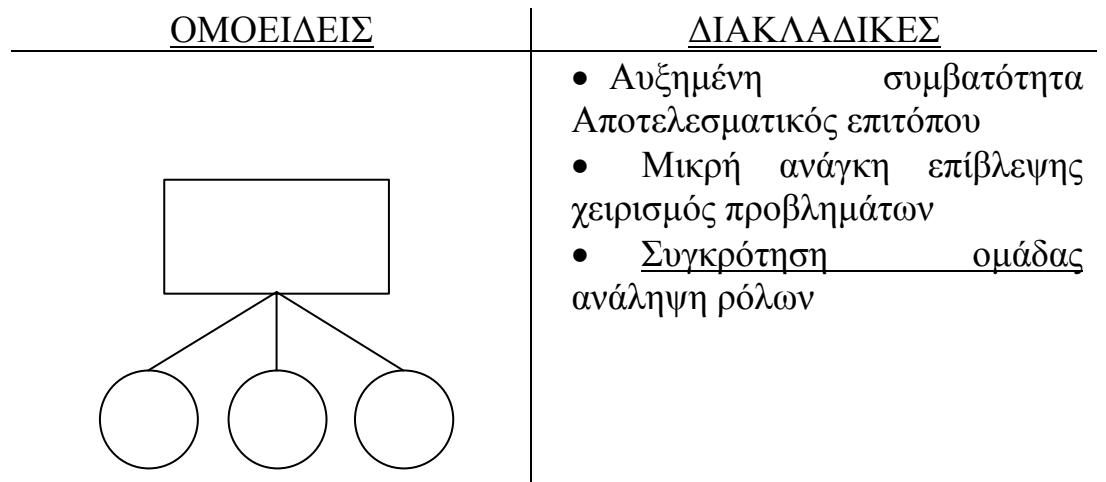 ΟΜΟΕΙΔΕΙΣ
ΔΙΑΚΛΑΔΙΚΕΣ
• Αυξημένη συμβατότητα
Αποτελεσματικός επιτόπου
• Μικρή ανάγκη επίβλεψης
χειρισμός προβλημάτων
• Συγκρότηση ομάδας
ανάληψη ρόλων